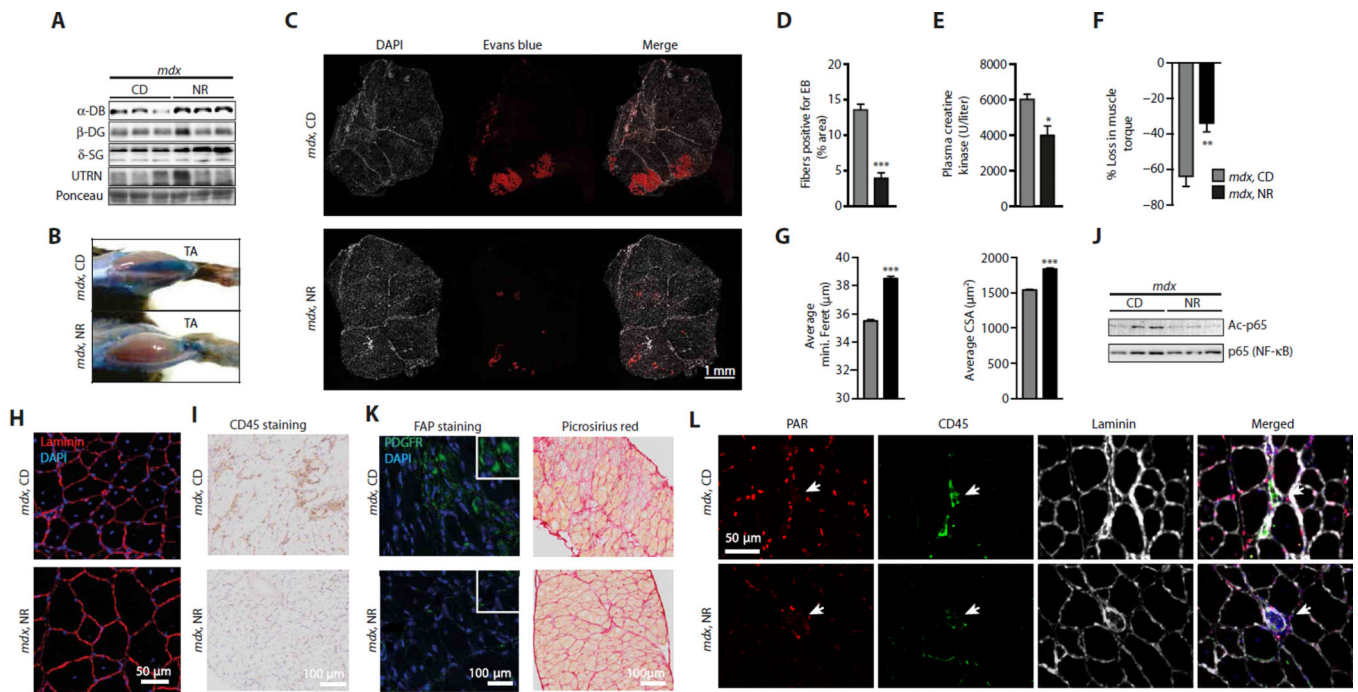 A
mdx
CD NR
α-DB
β-DG
δ-SG
UTRN
Ponceau
B
TA
mdx, CD
TA
mdx, NR
C
DAPI Evans blue Merge
mdx, CD
mdx, NR
1 mm
D
Fibers positive for EB
(% area)
20
15
10
5
0
***
E
Plasma creatine
kinase (U/liter)
8000
6000
4000
2000
0
*
F
% Loss in muscle
torque
0
−20
−40
−60
−80
**
mdx, CD
mdx, NR
G
Average
mini. Feret (μm)
40
38
36
34
32
30
***
Average CSA (μm²)
2000
1500
1000
500
0
***
J
mdx
CD NR
Ac-p65
p65 (NF-κB)
H
Laminin
DAPI
mdx, CD
mdx, NR
50 μm
I
CD45 staining
mdx, CD
mdx, NR
100 μm
K
FAP staining Picrosirius red
PDGFR
DAPI
mdx, CD
mdx, NR
100 μm
100μm
L
PAR CD45 Laminin Merged
mdx, CD
50 μm
mdx, NR